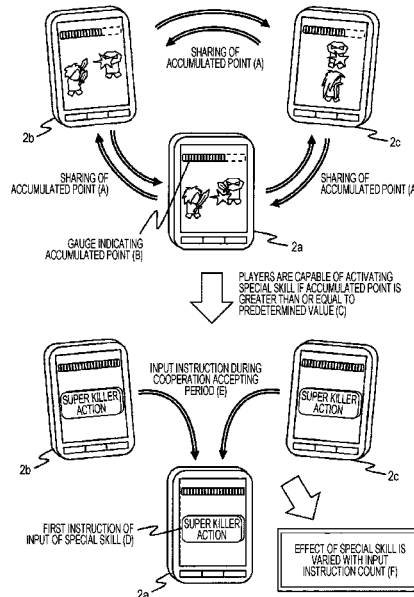 SHARING OF
ACCUMULATED POINT (A)
2b
2c
SHARING OF
ACCUMULATED POINT (A)
SHARING OF
ACCUMULATED POINT (A
GAUGE INDICATING
ACCUMULATED POINT (B)
2a
PLAYERS ARE CAPABLE OF ACTIVATING
SPECIAL SKILL IF ACCUMULATED POINT IS
GREATER THAN OR EQUAL TO
PREDETERMINED VALUE (C)
INPUT INSTRUCTION DURING
COOPERATION ACCEPTING
PERIOD (E)
SUPER KILLER
ACTION
SUPER KILLER
ACTION
2b
2c
FIRST INSTRUCTION OF
INPUT OF SPECIAL SKILL (D)
SUPER KILLER
ACTION
2a
EFFECT OF SPECIAL SKILL IS
VARIED WITH INPUT
INSTRUCTION COUNT (F)